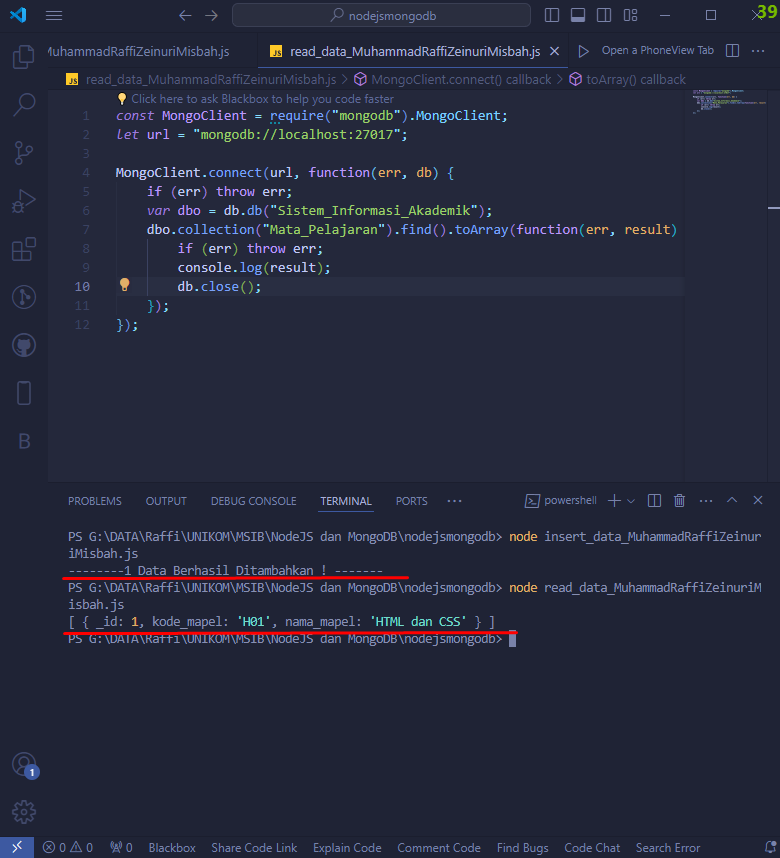 nodejsmongodb
39
MuhammadRaffiZeinuriMisbah.js
JS read_data_MuhammadRaffiZeinuriMisbah.js
Open a PhoneView Tab
JS read_data_MuhammadRaffiZeinuriMisbah.js > MongoClient.connect() callback > toArray() callback
Click here to ask Blackbox to help you code faster
1 const MongoClient = require("mongodb").MongoClient;
2 let url = "mongodb://localhost:27017";
3
4 MongoClient.connect(url, function(err, db) {
5 if (err) throw err;
6 var dbo = db.db("Sistem_Informasi_Akademik");
7 dbo.collection("Mata_Pelajaran").find().toArray(function(err, result)
8 if (err) throw err;
9 console.log(result);
10 db.close();
11 });
12 });
B
PROBLEMS OUTPUT DEBUG CONSOLE TERMINAL PORTS ··· powershell
PS G:\DATA\Raffi\UNIKOM\MSIB\NodeJS dan MongoDB\nodejsmongodb> node insert_data_MuhammadRaffiZeinur
iMisbah.js
--------1 Data Berhasil Ditambahkan ! -------
PS G:\DATA\Raffi\UNIKOM\MSIB\NodeJS dan MongoDB\nodejsmongodb> node read_data_MuhammadRaffiZeinuriM
isbah.js
[ { _id: 1, kode_mapel: 'H01', nama_mapel: 'HTML dan CSS' } ]
PS G:\DATA\Raffi\UNIKOM\MSIB\NodeJS dan MongoDB\nodejsmongodb>
1
0 0 0 Blackbox Share Code Link Explain Code Comment Code Find Bugs Code Chat Search Error